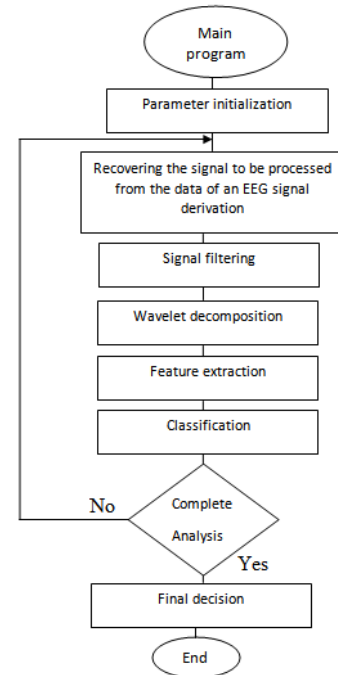 Main
program
Parameter initialization
Recovering the signal to be processed
from the data of an EEG signal
derivation
Signal filtering
Wavelet decomposition
Feature extraction
Classification
No
Complete
Analysis
Yes
Final decision
End